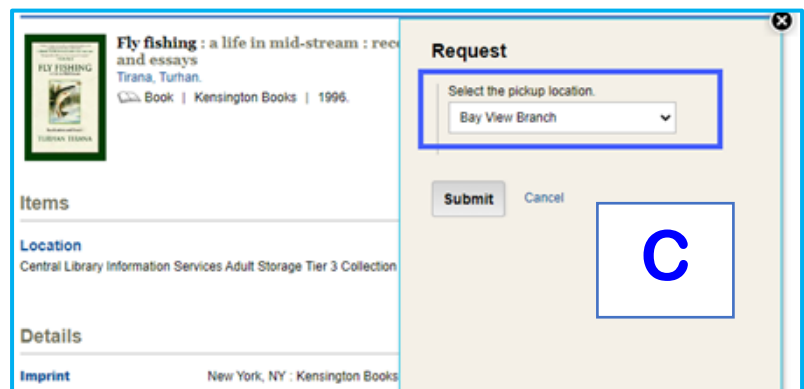 Fly fishing : a life in mid-stream : rece
and essays
Tirana, Turhan.
Book | Kensington Books | 1996.
FLY FISHING
TURHAN TIRANA
Items
Location
Central Library Information Services Adult Storage Tier 3 Collection
Details
Imprint New York, NY : Kensington Books
Request
Select the pickup location.
Bay View Branch
Submit Cancel
C